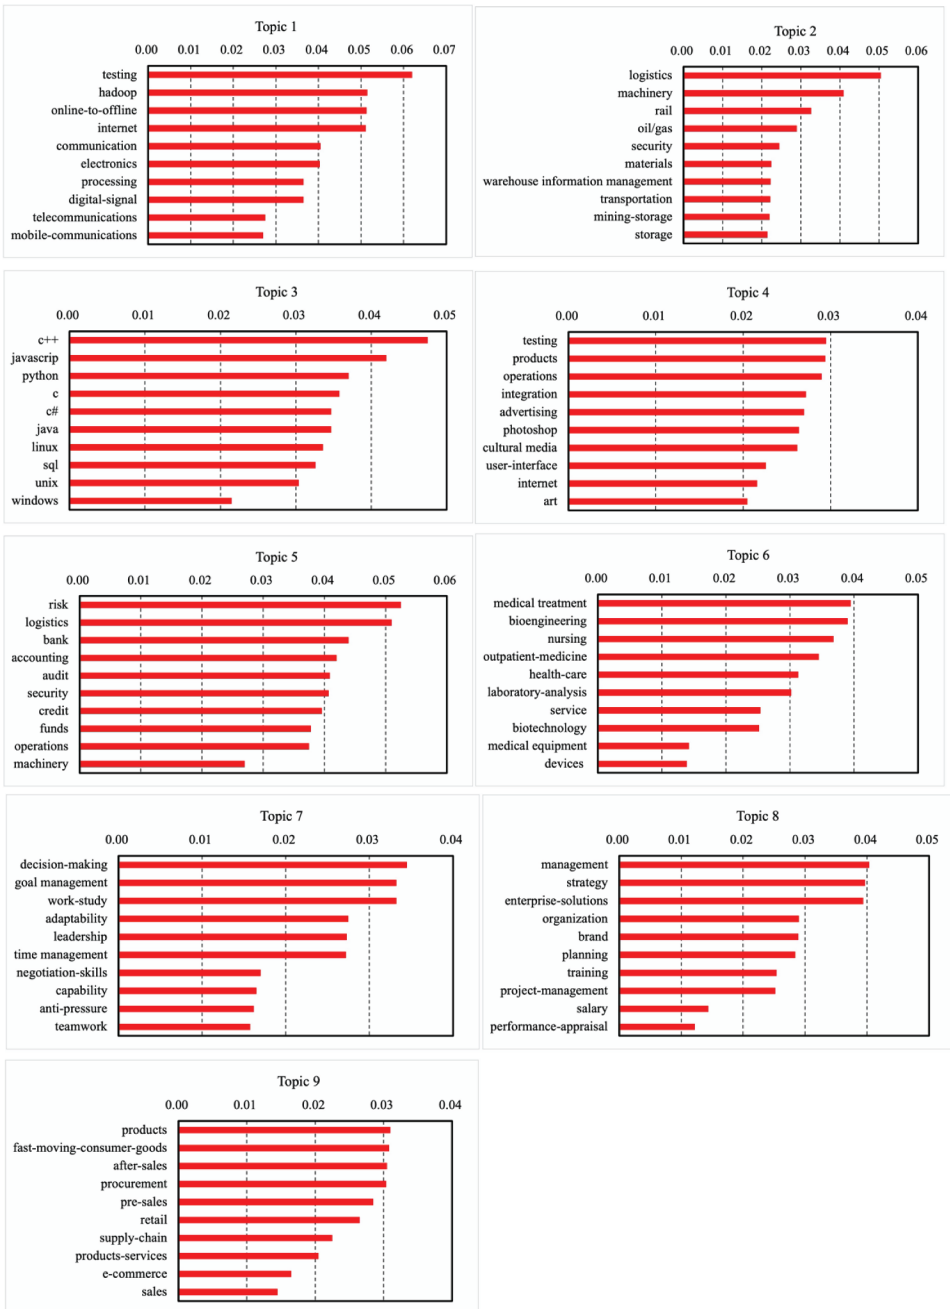 Topic 1
0.00 0.01 0.02 0.03 0.04 0.05 0.06 0.07
testing
hadoop
online-to-offline
internet
communication
electronics
processing
digital-signal
telecommunications
mobile-communications
Topic 2
0.00 0.01 0.02 0.03 0.04 0.05 0.06
logistics
machinery
rail
oil/gas
security
materials
warehouse information management
transportation
mining-storage
storage
Topic 3
0.00 0.01 0.02 0.03 0.04 0.05
c++
javascrip
python
c
c#
java
linux
sql
unix
windows
Topic 4
0.00 0.01 0.02 0.03 0.04
testing
products
operations
integration
advertising
photoshop
cultural media
user-interface
internet
art
Topic 5
0.00 0.01 0.02 0.03 0.04 0.05 0.06
risk
logistics
bank
accounting
audit
security
credit
funds
operations
machinery
Topic 6
0.00 0.01 0.02 0.03 0.04 0.05
medical treatment
bioengineering
nursing
outpatient-medicine
health-care
laboratory-analysis
service
biotechnology
medical equipment
devices
Topic 7
0.00 0.01 0.02 0.03 0.04
decision-making
goal management
work-study
adaptability
leadership
time management
negotiation-skills
capability
anti-pressure
teamwork
Topic 8
0.00 0.01 0.02 0.03 0.04 0.05
management
strategy
enterprise-solutions
organization
brand
planning
training
project-management
salary
performance-appraisal
Topic 9
0.00 0.01 0.02 0.03 0.04
products
fast-moving-consumer-goods
after-sales
procurement
pre-sales
retail
supply-chain
products-services
e-commerce
sales